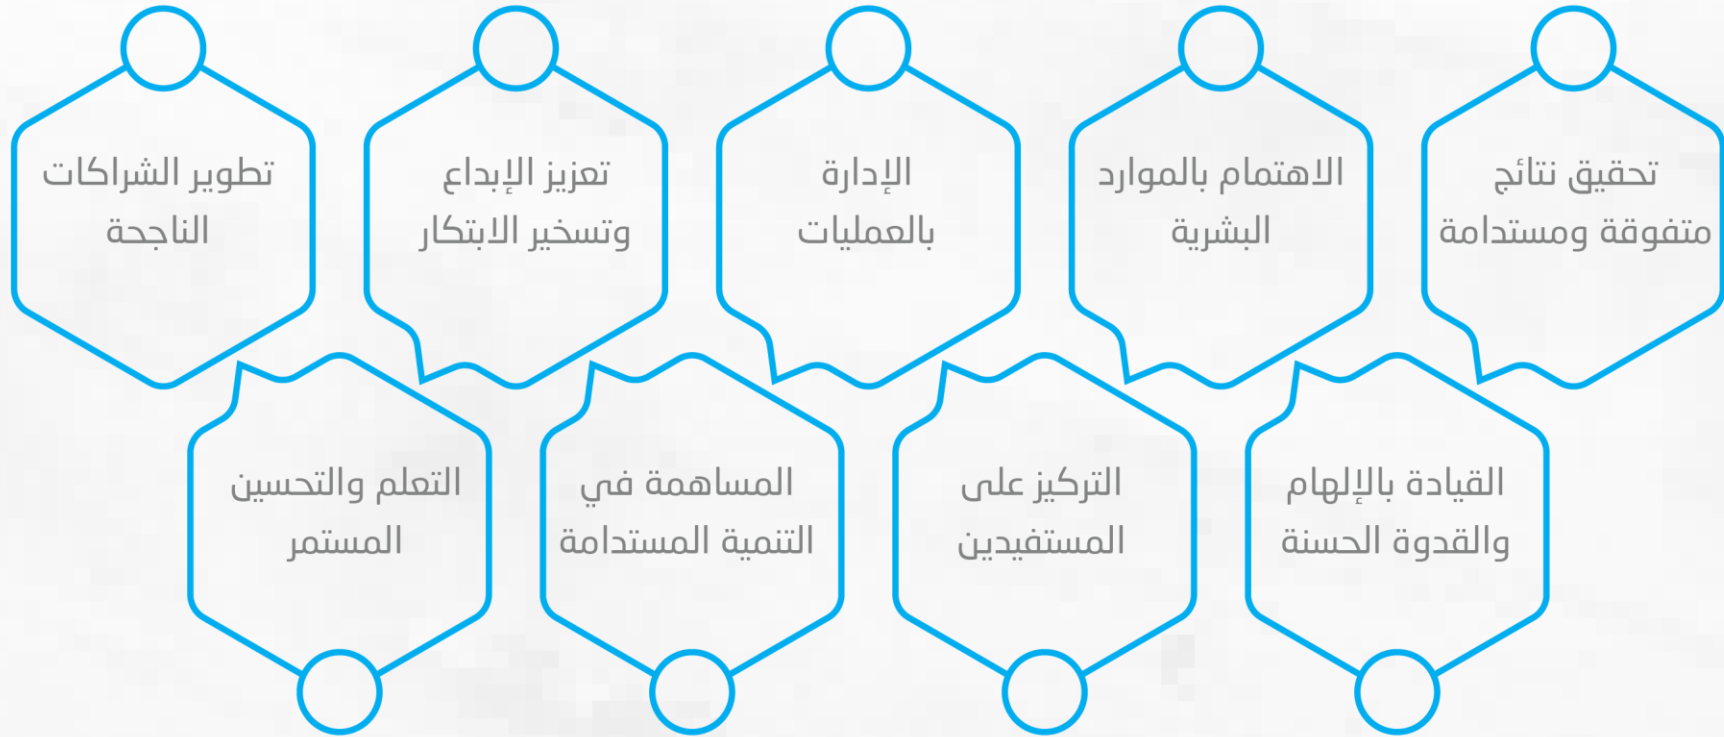 تحقيق نتائج
متفوقة ومستدامة
الاهتمام بالموارد
البشرية
الإدارة
بالعمليات
تعزيز الإبداع
وتسخير الابتكار
تطوير الشراكات
الناجحة
القيادة بالإلهام
والقدوة الحسنة
التركيز على
المستفيدين
المساهمة في
التنمية المستدامة
التعلم والتحسين
المستمر